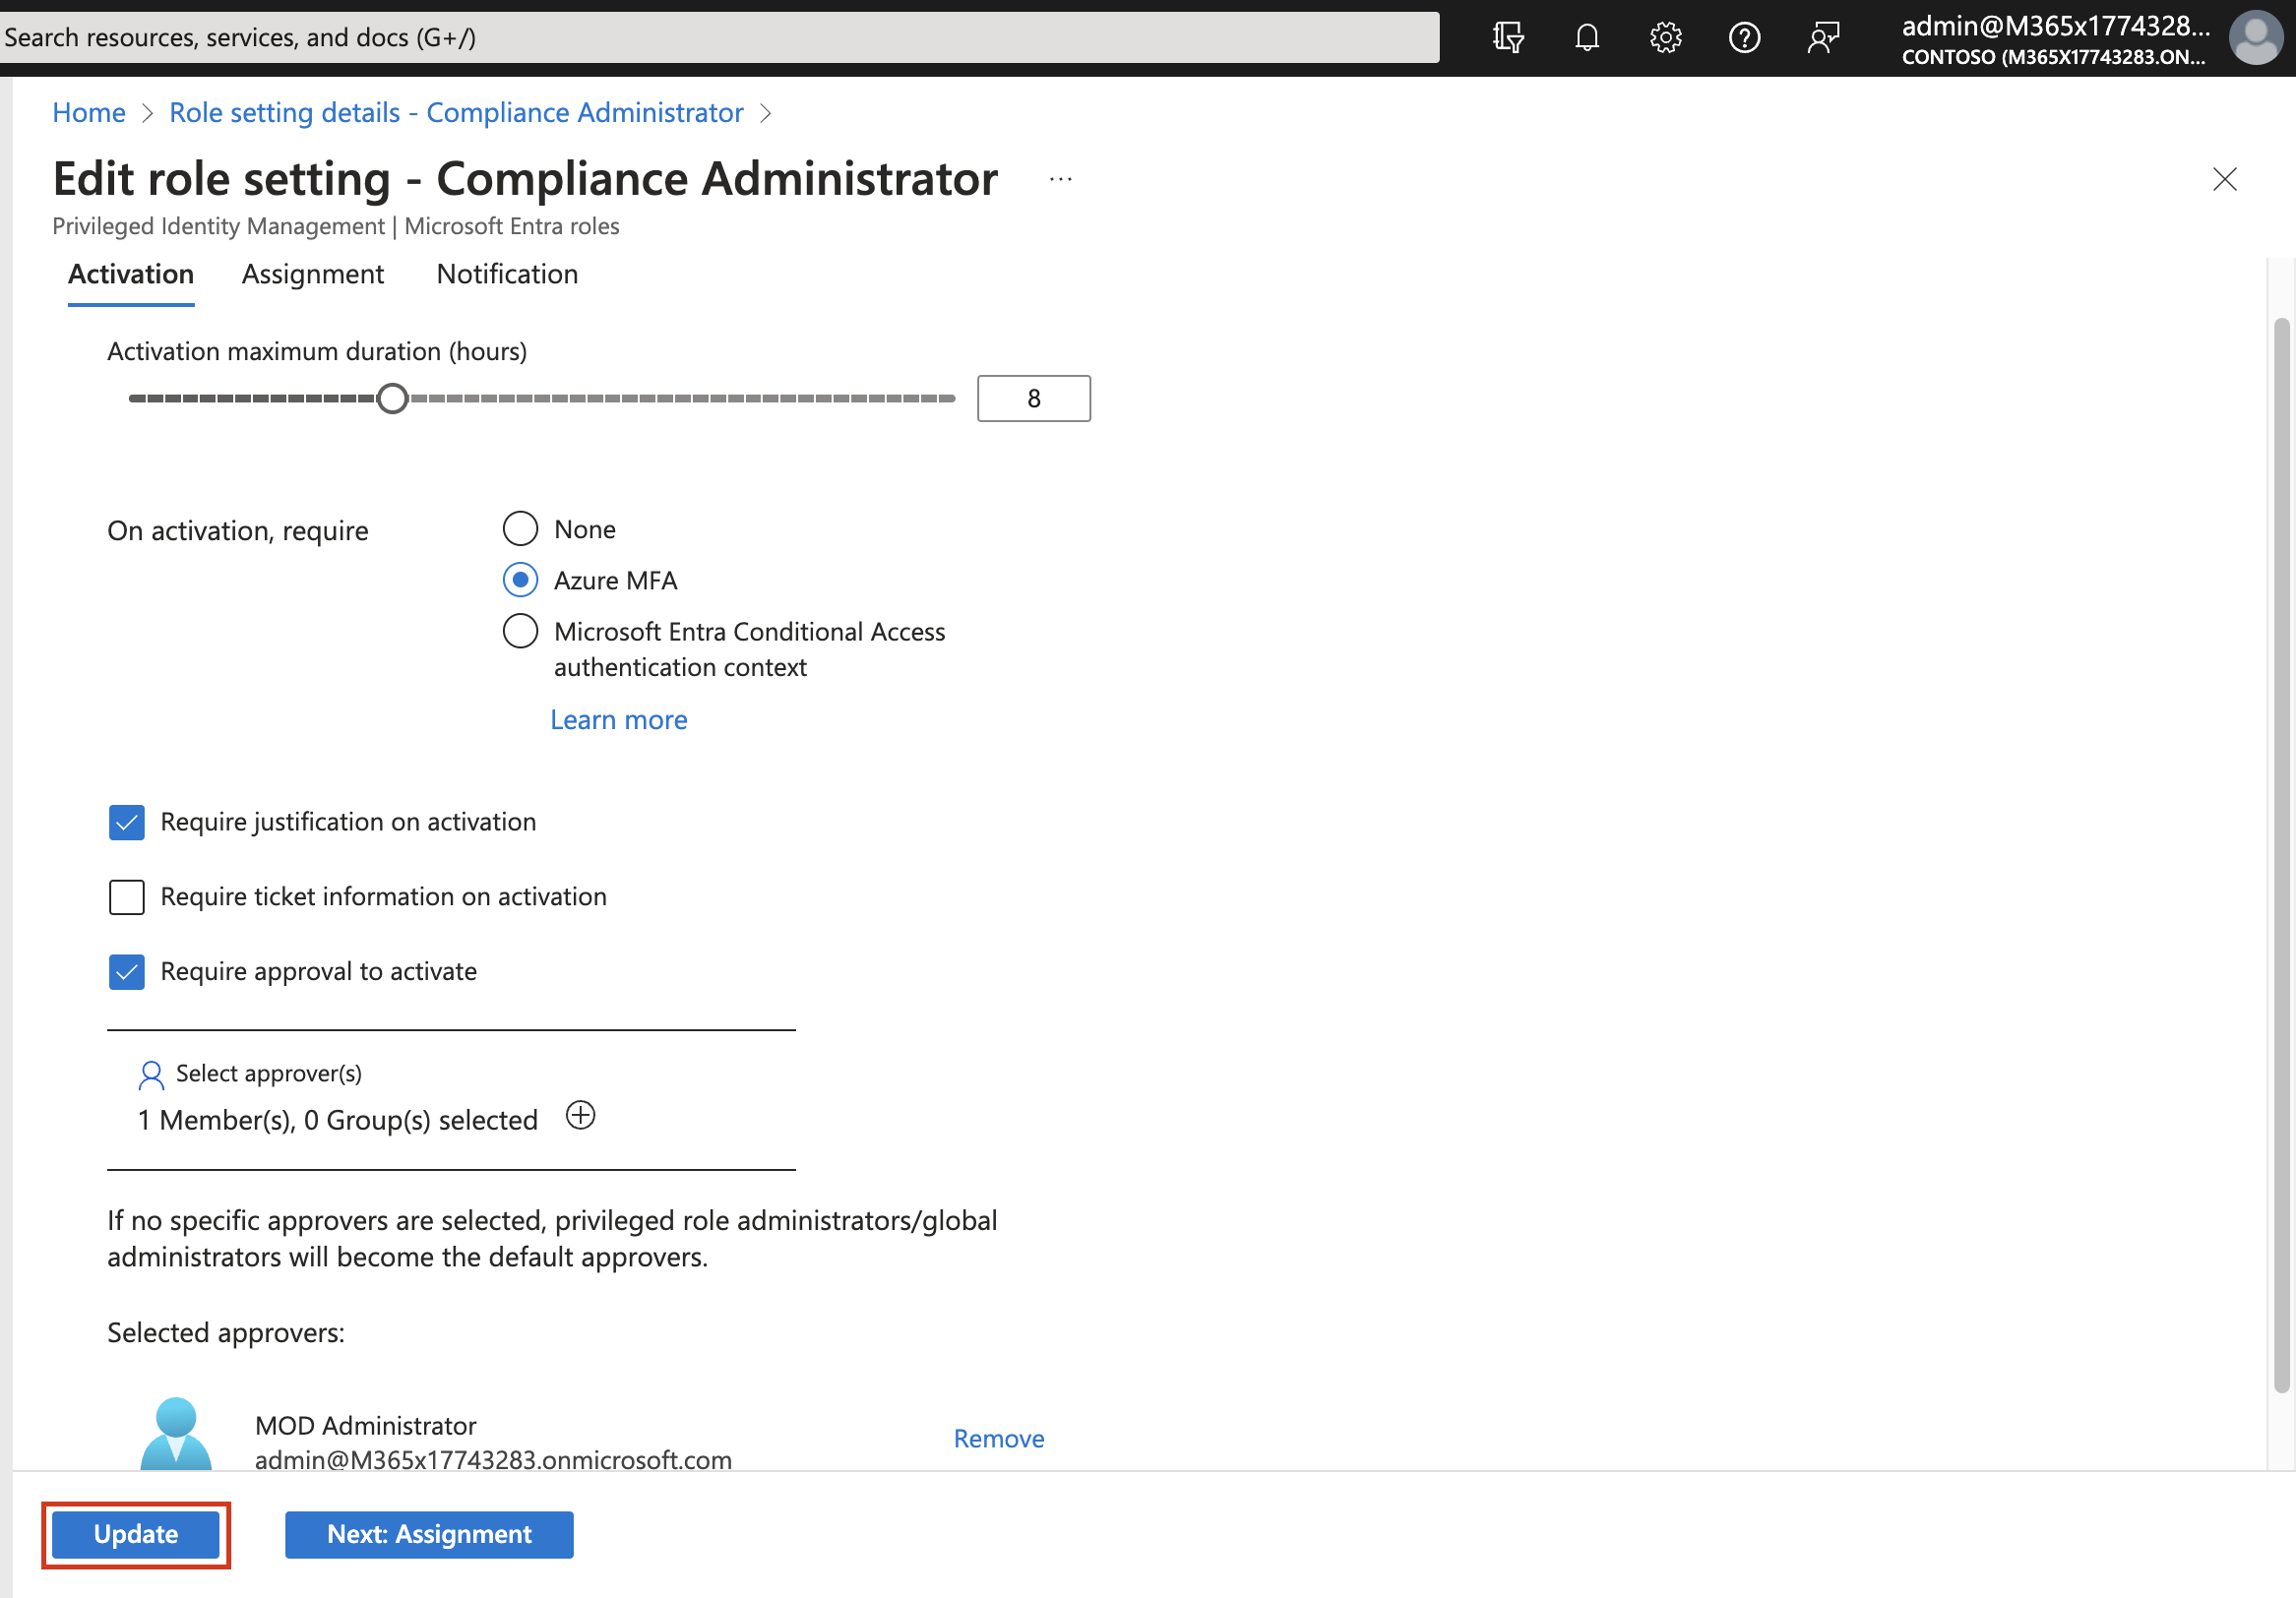 Search resources, services, and docs (G+/)
admin@M365x1774328...
CONTOSO (M365X17743283.ON...
Home > Role setting details - Compliance Administrator >
Edit role setting - Compliance Administrator ...
Privileged Identity Management | Microsoft Entra roles
Activation Assignment Notification
Activation maximum duration (hours)
8
On activation, require
None
Azure MFA
Microsoft Entra Conditional Access
authentication context
Learn more
Require justification on activation
Require ticket information on activation
Require approval to activate
Select approver(s)
1 Member(s), 0 Group(s) selected
If no specific approvers are selected, privileged role administrators/global
administrators will become the default approvers.
Selected approvers:
MOD Administrator
admin@M365x17743283.onmicrosoft.com
Remove
Update
Next: Assignment